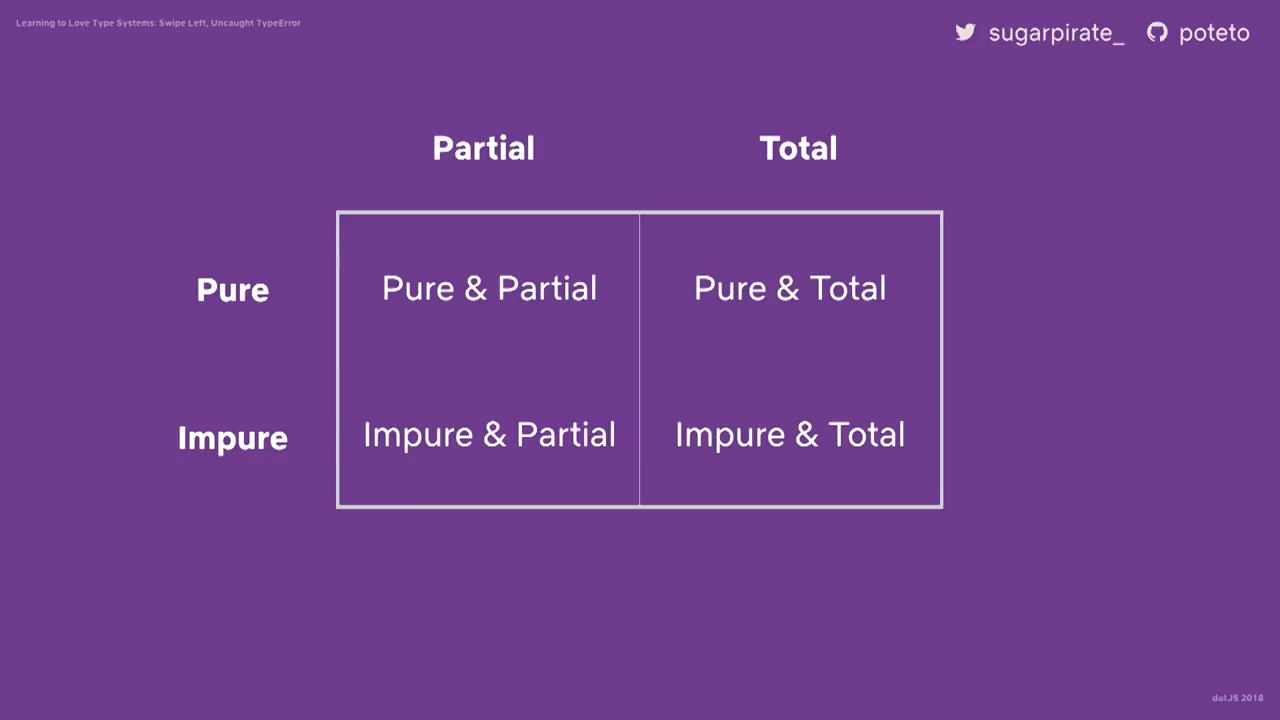 Learning to Love Type Systems: Swipe Left, Uncaught TypeError
sugarpirate_ poteto
Partial Total
Pure Pure & Partial Pure & Total
Impure Impure & Partial Impure & Total
dotJS 2018